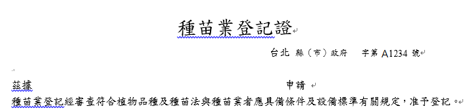 種苗業登記證
台北 縣（市）政府 字第 A1234 號
茲據 申請
種苗業登記經審查符合植物品種及種苗法與種苗業者應具備條件及設備標準有關規定，准予登記。